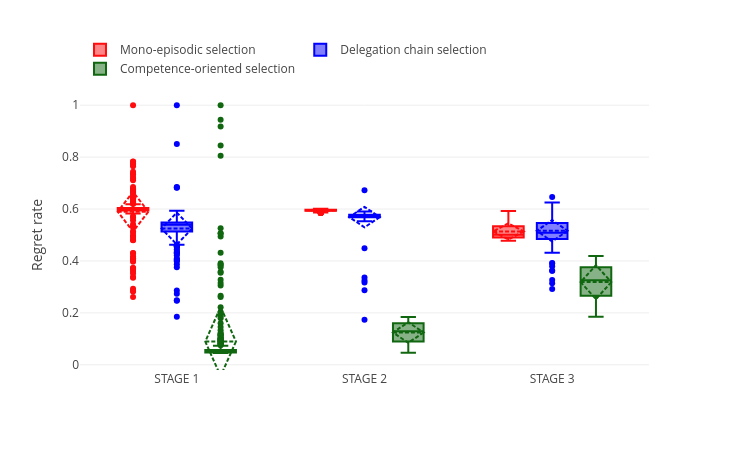 Mono-episodic selection
Delegation chain selection
Competence-oriented selection
Regret rate
1
0.8
0.6
0.4
0.2
0
STAGE 1
STAGE 2
STAGE 3